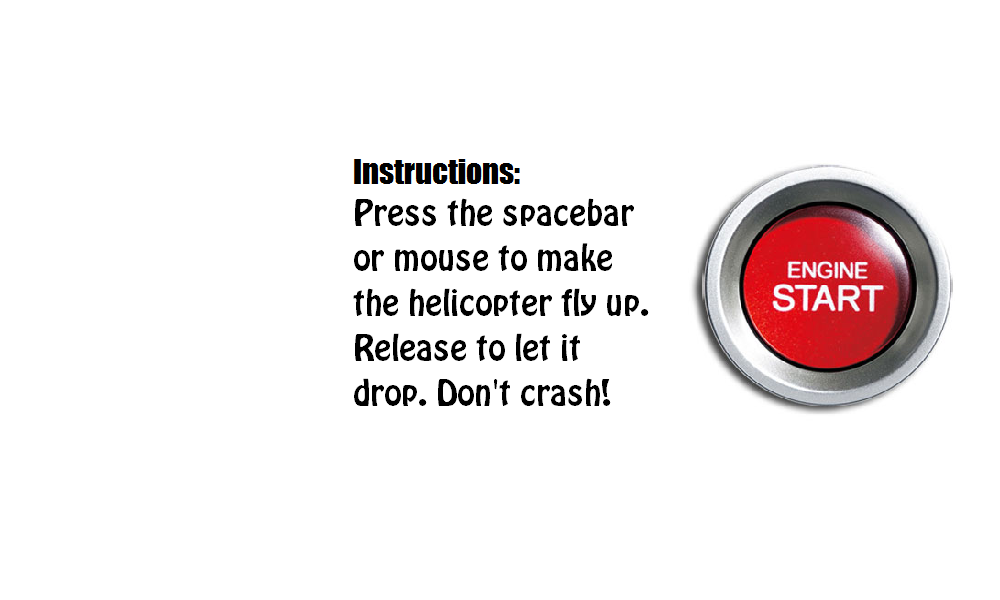 Instructions:
Press the spacebar
or mouse to make
the helicopter fly up.
Release to let it
drop. Don't crash!
ENGINE
START